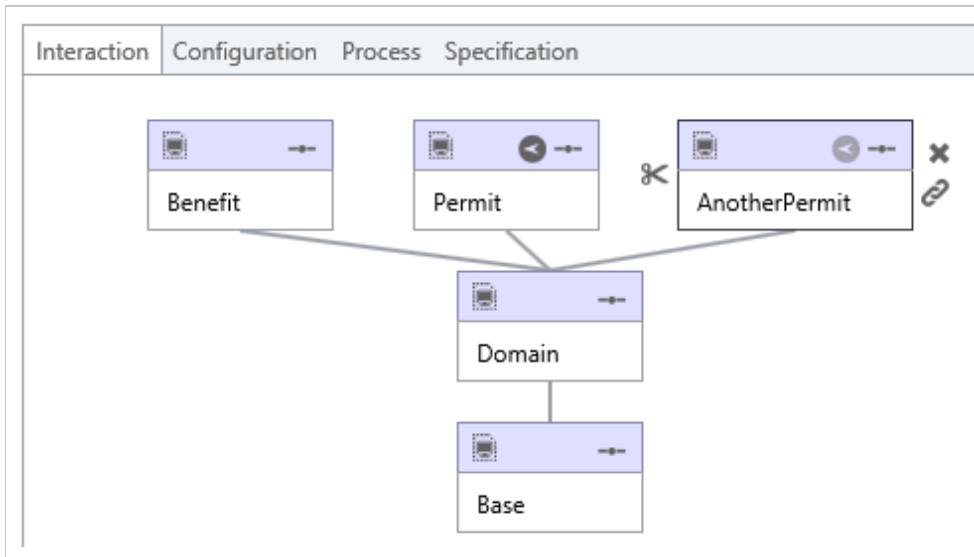 Interaction Configuration Process Specification
Benefit Permit AnotherPermit
Domain
Base